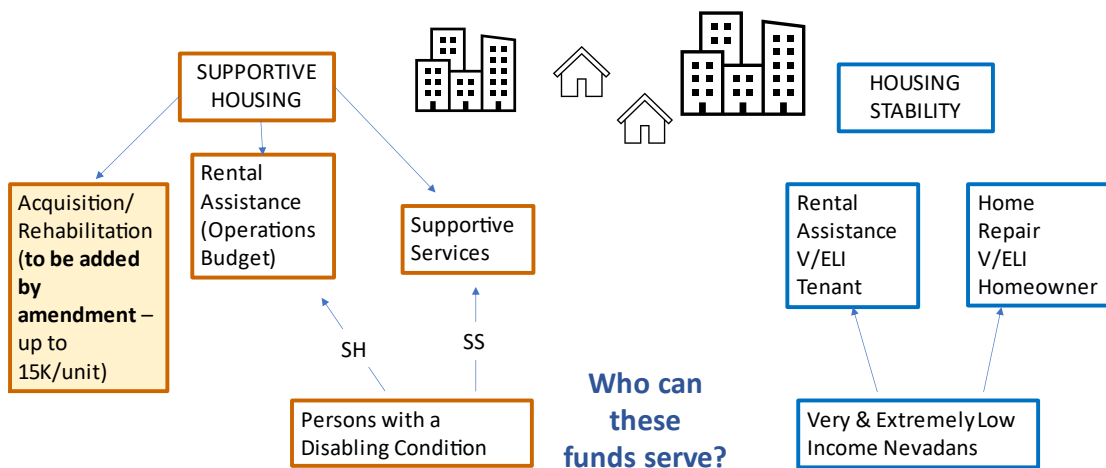 SUPPORTIVE
HOUSING
HOUSING
STABILITY
Acquisition/
Rehabilitation
(to be added
by
amendment –
up to
15K/unit)
Rental
Assistance
(Operations
Budget)
Supportive
Services
Rental
Assistance
V/ELI
Tenant
Home
Repair
V/ELI
Homeowner
SH
SS
Persons with a
Disabling Condition
Who can
these
funds serve?
Very & Extremely Low
Income Nevadans